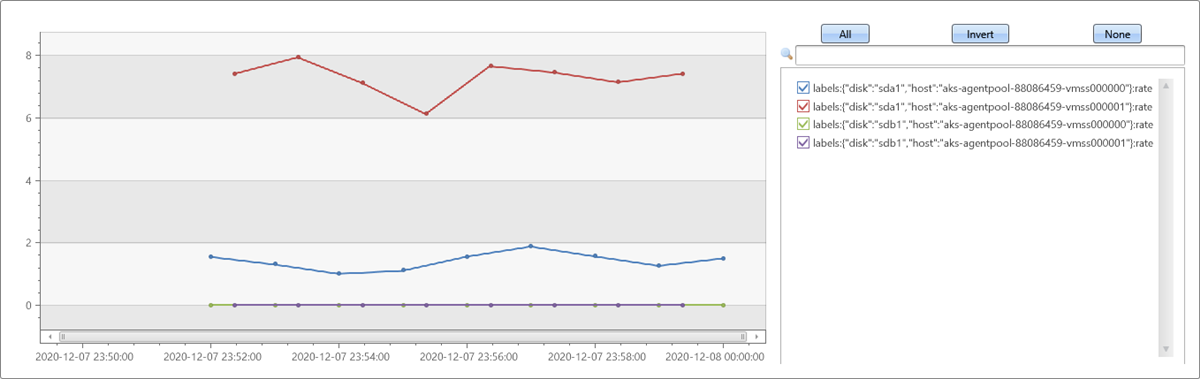 All Invert None
8
6
4
2
0
labels:{"disk":"sda1","host":"aks-agentpool-88086459-vmss000000"}:rate
labels:{"disk":"sda1","host":"aks-agentpool-88086459-vmss000001"}:rate
labels:{"disk":"sdb1","host":"aks-agentpool-88086459-vmss000000"}:rate
labels:{"disk":"sdb1","host":"aks-agentpool-88086459-vmss000001"}:rate
2020-12-07 23:50:00 2020-12-07 23:52:00 2020-12-07 23:54:00 2020-12-07 23:56:00 2020-12-07 23:58:00 2020-12-08 00:00:00